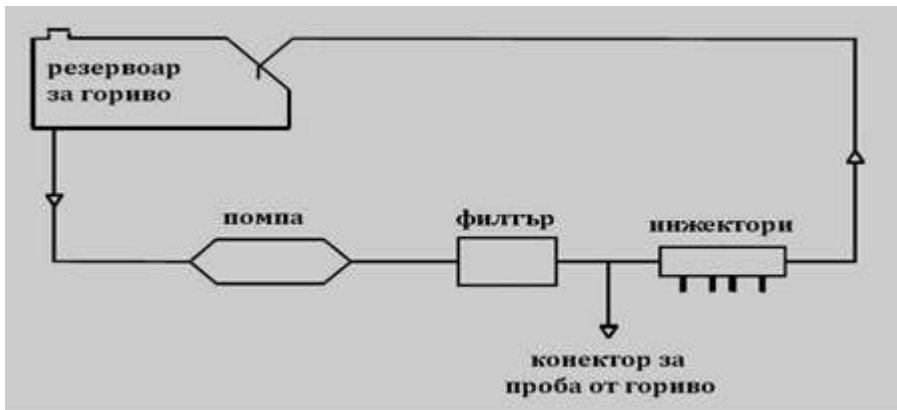 резервоар
за гориво
помпа
филтър
инжектори
конектор за
проба от гориво